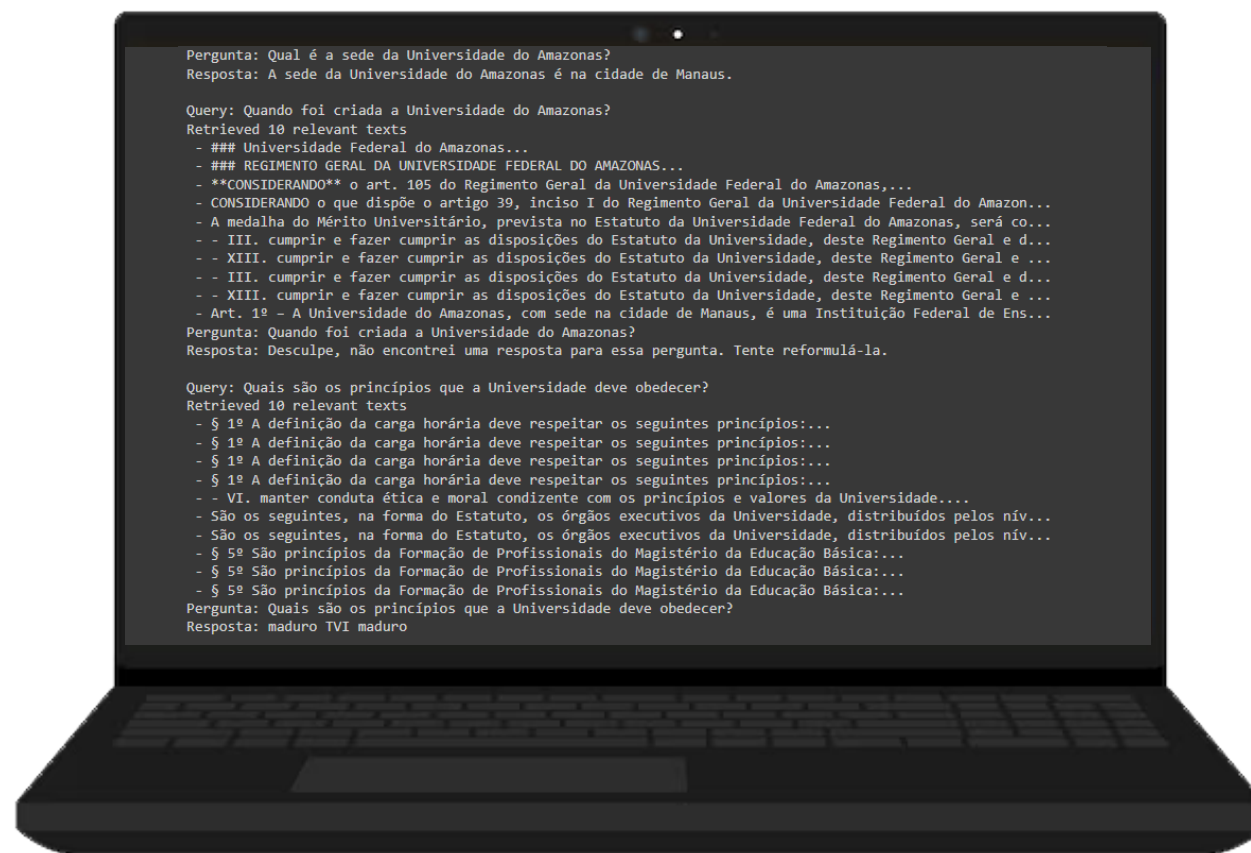 Pergunta: Qual é a sede da Universidade do Amazonas?
Resposta: A sede da Universidade do Amazonas é na cidade de Manaus.
Query: Quando foi criada a Universidade do Amazonas?
Retrieved 10 relevant texts
- ### Universidade Federal do Amazonas...
- ### REGIMENTO GERAL DA UNIVERSIDADE FEDERAL DO AMAZONAS...
- **CONSIDERANDO** o art. 105 do Regimento Geral da Universidade Federal do Amazonas,...
- CONSIDERANDO o que dispõe o artigo 39, inciso I do Regimento Geral da Universidade Federal do Amazon...
- A medalha do Mérito Universitário, prevista no Estatuto da Universidade Federal do Amazonas, será co...
- - III. cumprir e fazer cumprir as disposições do Estatuto da Universidade, deste Regimento Geral e d...
- - XIII. cumprir e fazer cumprir as disposições do Estatuto da Universidade, deste Regimento Geral e ...
- - III. cumprir e fazer cumprir as disposições do Estatuto da Universidade, deste Regimento Geral e d...
- - XIII. cumprir e fazer cumprir as disposições do Estatuto da Universidade, deste Regimento Geral e ...
- Art. 1º – A Universidade do Amazonas, com sede na cidade de Manaus, é uma Instituição Federal de Ens...
Pergunta: Quando foi criada a Universidade do Amazonas?
Resposta: Desculpe, não encontrei uma resposta para essa pergunta. Tente reformulá-la.
Query: Quais são os princípios que a Universidade deve obedecer?
Retrieved 10 relevant texts
- § 1º A definição da carga horária deve respeitar os seguintes princípios:...
- § 1º A definição da carga horária deve respeitar os seguintes princípios:...
- § 1º A definição da carga horária deve respeitar os seguintes princípios:...
- § 1º A definição da carga horária deve respeitar os seguintes princípios:...
- - VI. manter conduta ética e moral condizente com os princípios e valores da Universidade....
- São os seguintes, na forma do Estatuto, os órgãos executivos da Universidade, distribuídos pelos nív...
- São os seguintes, na forma do Estatuto, os órgãos executivos da Universidade, distribuídos pelos nív...
- § 5º São princípios da Formação de Profissionais do Magistério da Educação Básica:...
- § 5º São princípios da Formação de Profissionais do Magistério da Educação Básica:...
- § 5º São princípios da Formação de Profissionais do Magistério da Educação Básica:...
Pergunta: Quais são os princípios que a Universidade deve obedecer?
Resposta: maduro TVI maduro